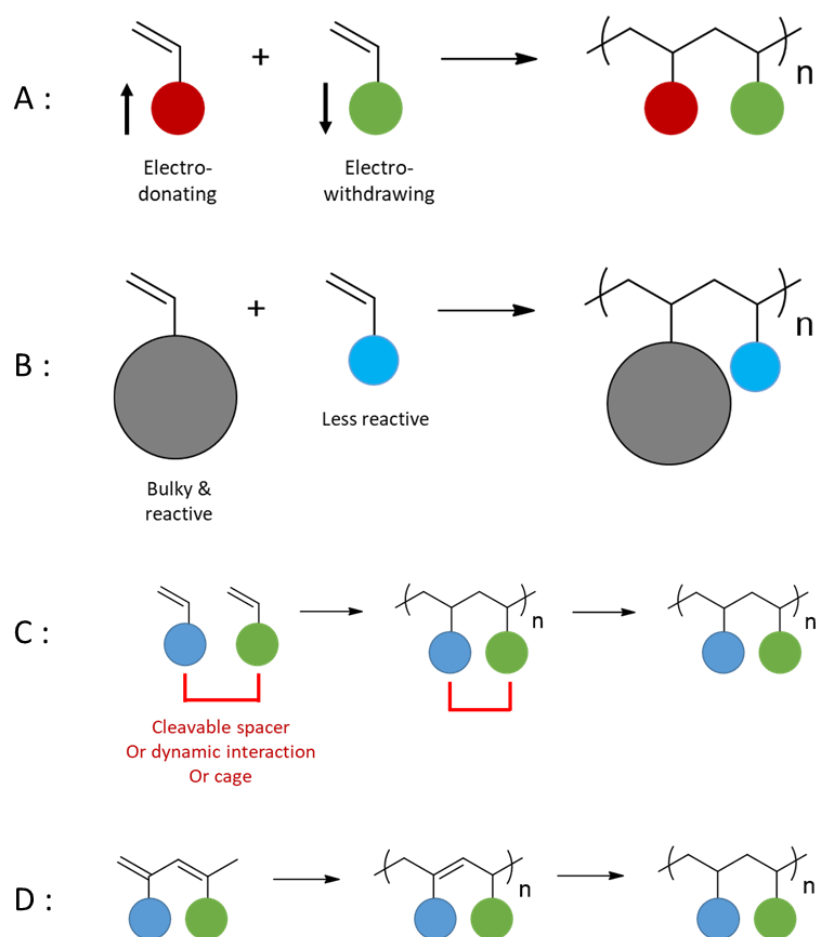 A :
+
n
Electro-
donating
Electro-
withdrawing
B :
+
n
Less reactive
Bulky &
reactive
C :
n
n
Cleavable spacer
Or dynamic interaction
Or cage
D :
n
n